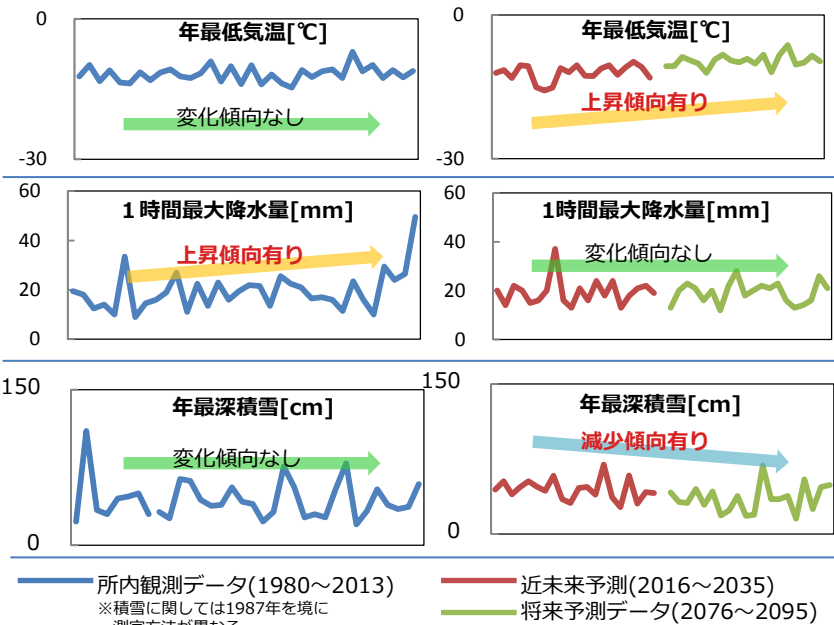 0
年最低気温[℃]
変化傾向なし
-30
0
年最低気温[℃]
上昇傾向有り
-30
60
1時間最大降水量[mm]
40
上昇傾向有り
20
0
60
1時間最大降水量[mm]
40
変化傾向なし
20
0
150
年最深積雪[cm]
変化傾向なし
0
150
年最深積雪[cm]
減少傾向有り
0
所内観測データ(1980～2013)
※積雪に関しては1987年を境に
近未来予測(2016～2035)
将来予測データ(2076～2095)